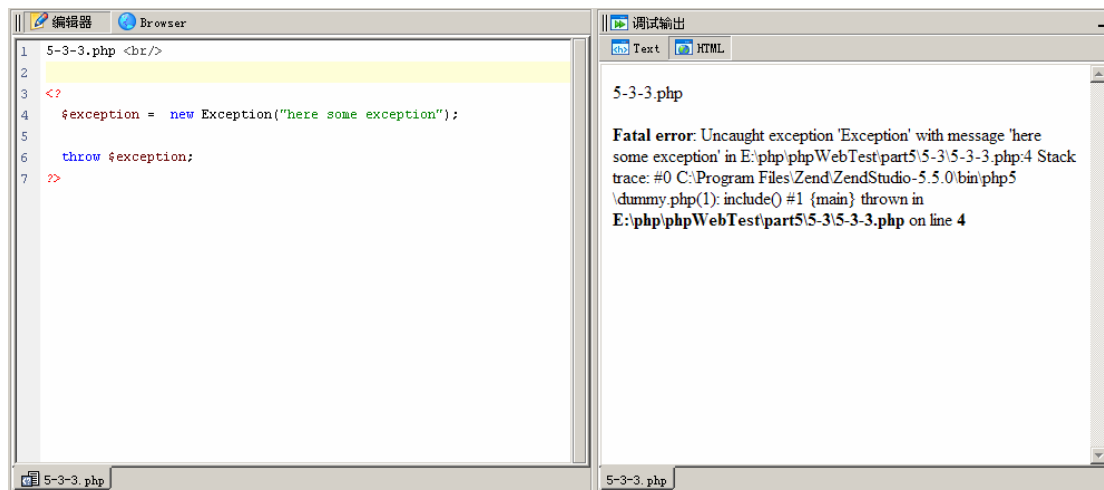 编辑器 Browser
1 5-3-3.php <br/>
2
3 <?
4 $exception = new Exception("here some exception");
5
6 throw $exception;
7 ?>
5-3-3.php
调试输出
Text HTML
5-3-3.php
Fatal error: Uncaught exception 'Exception' with message 'here
some exception' in E:\php\phpWebTest\part5\5-3\5-3-3.php:4 Stack
trace: #0 C:\Program Files\Zend\ZendStudio-5.5.0\bin\php5
\dummy.php(1): include() #1 {main} thrown in
E:\php\phpWebTest\part5\5-3\5-3-3.php on line 4
5-3-3.php